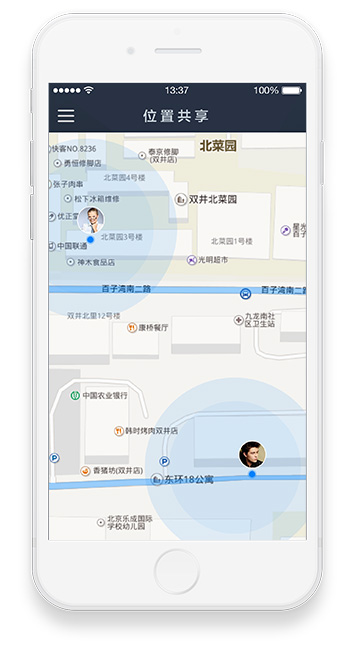 13:37
100%
位置共享
快客NO.8236
泰京修脚
(双井店)
北菜园
勇恒修脚店
北菜园4号楼
张子肉串
松下冰箱维修
双井北菜园
优正堂
星光
百子
北菜园3号楼
北菜园1号楼
中国联通
神木食品店
光明超市
百子湾南二路
百子湾南二路
双井北里12号楼
康桥餐厅
九龙南社
区卫生站
中国农业银行
韩时烤肉双井店
P
P
香猪坊(双井店)
东环18公寓
北京乐成国际
学校幼儿园